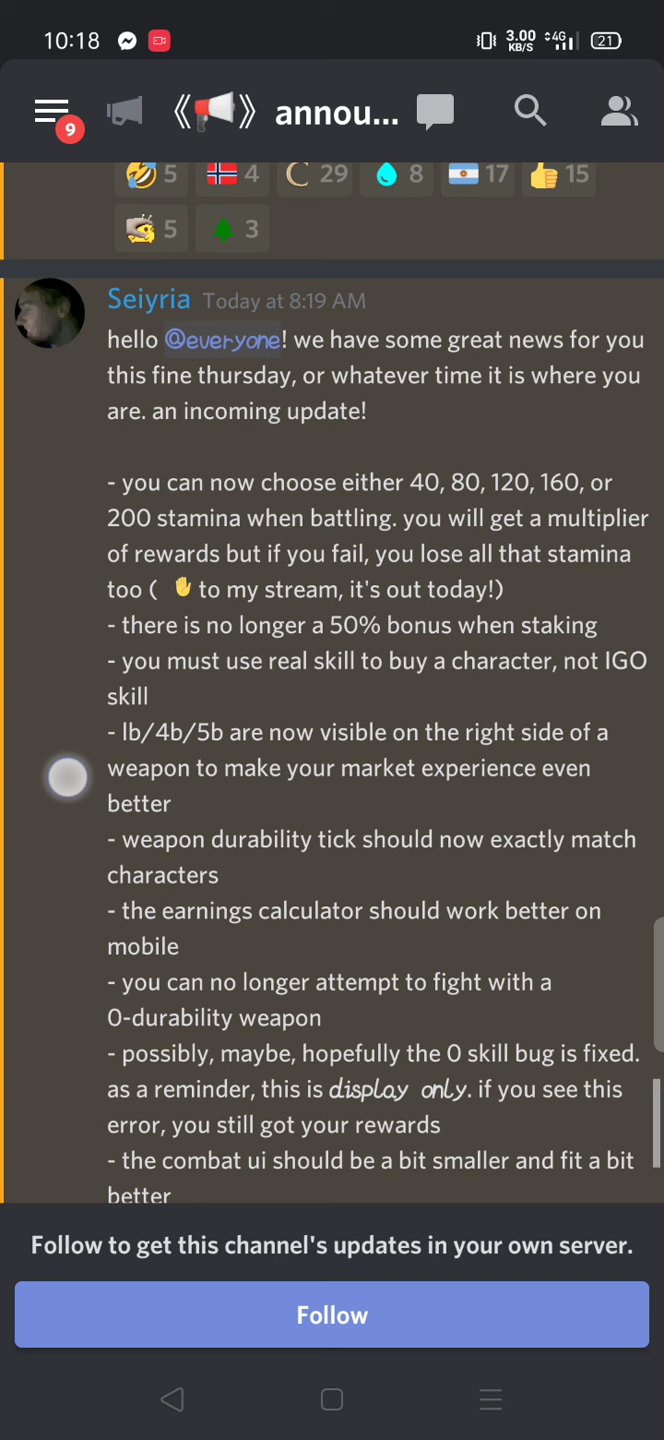 10:18 3.00 KB/S 4G 21
9 《📢》 annou...
🤣 5 🇳🇴 4 29 💧 8 🇦🇷 17 👍 15
5 🌲 3
Seiyria Today at 8:19 AM
hello @everyone! we have some great news for you
this fine thursday, or whatever time it is where you
are. an incoming update!
- you can now choose either 40, 80, 120, 160, or
200 stamina when battling. you will get a multiplier
of rewards but if you fail, you lose all that stamina
too ( ✋ to my stream, it's out today!)
- there is no longer a 50% bonus when staking
- you must use real skill to buy a character, not IGO
skill
- lb/4b/5b are now visible on the right side of a
weapon to make your market experience even
better
- weapon durability tick should now exactly match
characters
- the earnings calculator should work better on
mobile
- you can no longer attempt to fight with a
0-durability weapon
- possibly, maybe, hopefully the 0 skill bug is fixed.
as a reminder, this is display only. if you see this
error, you still got your rewards
- the combat ui should be a bit smaller and fit a bit
better
Follow to get this channel's updates in your own server.
Follow